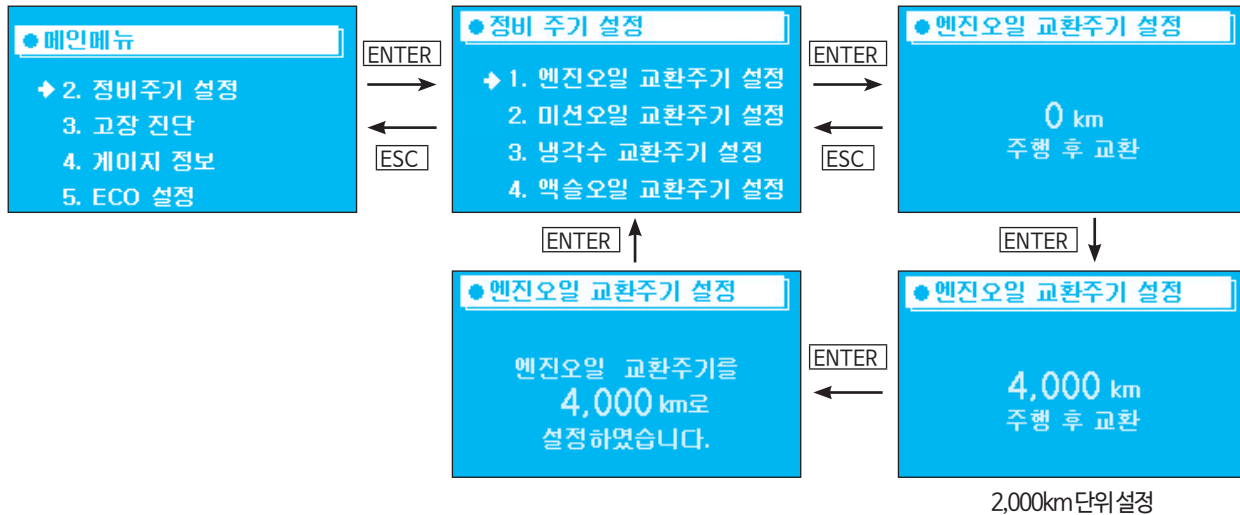 ●메인메뉴
2. 정비주기 설정
3. 고장 진단
4. 게이지 정보
5. ECO 설정
ENTER
ESC
●정비 주기 설정
1. 엔진오일 교환주기 설정
2. 미션오일 교환주기 설정
3. 냉각수 교환주기 설정
4. 액슬오일 교환주기 설정
ENTER
ESC
●엔진오일 교환주기 설정
0 km
주행 후 교환
ENTER
●엔진오일 교환주기 설정
4,000 km
주행 후 교환
2,000km 단위 설정
ENTER
●엔진오일 교환주기 설정
엔진오일 교환주기를
4,000 km로
설정하였습니다.
ENTER